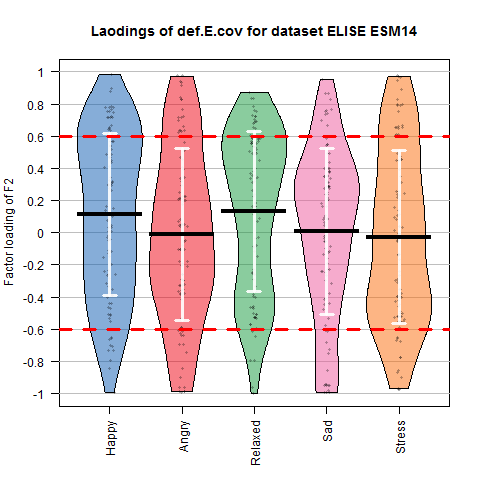 Laodings of def.E.cov for dataset ELISE ESM14
Factor loading of F2
1
0.8
0.6
0.4
0.2
0
-0.2
-0.4
-0.6
-0.8
-1
Happy
Angry
Relaxed
Sad
Stress